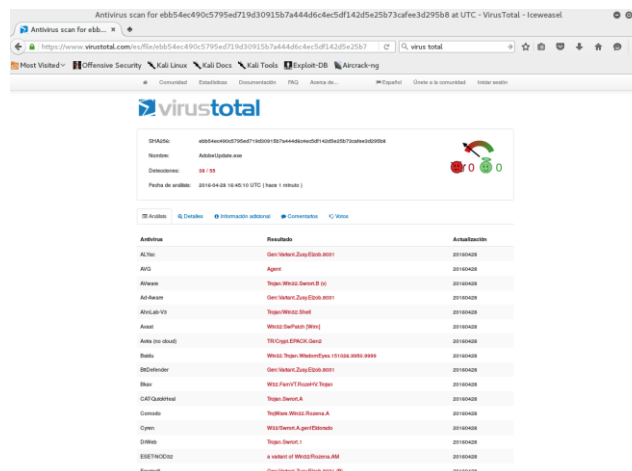 Antivirus scan for ebb54ec490c5795ed719d30915b7a444d6c4ec5df142d5e25b73cafee3d295b8 at UTC - VirusTotal - Iceweasel
Antivirus scan for ebb...
https://www.virustotal.com/es/file/ebb54ec490c5795ed719d30915b7a444d6c4ec5df142d5e25b7
virus total
Most Visited Offensive Security Kali Linux Kali Docs Kali Tools Exploit-DB Aircrack-ng
Comunidad Estadísticas Documentación FAQ Acerca de... Español Únete a la comunidad Iniciar sesión
virustotal
SHA256: ebb54ec490c5795ed719d30915b7a444d6c4ec5df142d5e25b73cafee3d295b8
Nombre: AdobeUpdate.exe
Detecciones: / 55
Fecha de análisis: 2016-04-28 16:45:10 UTC ( hace 1 minuto )
0 0
Análisis Detalles Información adicional Comentarios Votos
Antivirus Resultado Actualización
ALYac Gen:Variant.Zusy.Elzob.8031 20160428
AVG Agent 20160428
AVware Trojan.Win32.Swrort.B (v) 20160428
Ad-Aware Gen:Variant.Zusy.Elzob.8031 20160428
AhnLab-V3 Trojan/Win32.Shell 20160428
Avast Win32:SwPatch [Wrm] 20160428
Avira (no cloud) TR/Crypt.EPACK.Gen2 20160428
Baidu Win32.Trojan.WisdomEyes.151026.9950.9999 20160428
BitDefender Gen:Variant.Zusy.Elzob.8031 20160428
Bkav W32.FamVT.RozenHV.Trojan 20160428
CAT-QuickHeal Trojan.Swrort.A 20160428
Comodo TrojWare.Win32.Rozena.A 20160428
Cyren W32/Swrort.A.gen!Eldorado 20160428
DrWeb Trojan.Swrort.1 20160428
ESET-NOD32 a variant of Win32/Rozena.AM 20160428